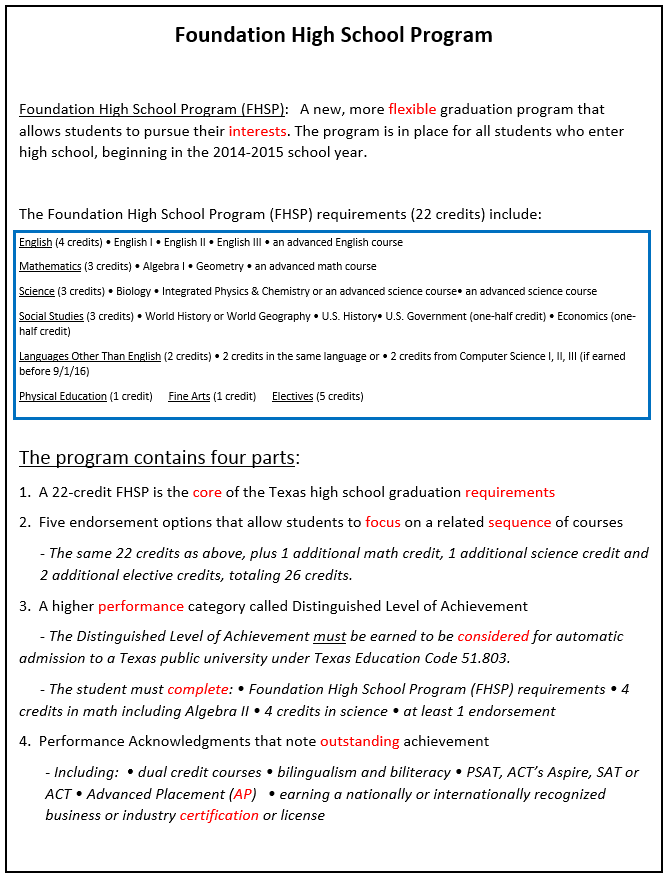 Foundation High School Program
Foundation High School Program (FHSP):   A new, more flexible graduation program that
allows students to pursue their interests. The program is in place for all students who enter
high school, beginning in the 2014-2015 school year.
The Foundation High School Program (FHSP) requirements (22 credits) include:
English (4 credits) • English I • English II • English III • an advanced English course
Mathematics (3 credits) • Algebra I • Geometry • an advanced math course
Science (3 credits) • Biology • Integrated Physics & Chemistry or an advanced science course• an advanced science course
Social Studies (3 credits) • World History or World Geography • U.S. History• U.S. Government (one-half credit) • Economics (one-
half credit)
Languages Other Than English (2 credits) • 2 credits in the same language or • 2 credits from Computer Science I, II, III (if earned
before 9/1/16)
Physical Education (1 credit)     Fine Arts (1 credit)     Electives (5 credits)
The program contains four parts:
1.  A 22-credit FHSP is the core of the Texas high school graduation requirements
2.  Five endorsement options that allow students to focus on a related sequence of courses
- The same 22 credits as above, plus 1 additional math credit, 1 additional science credit and
2 additional elective credits, totaling 26 credits.
3.  A higher performance category called Distinguished Level of Achievement
- The Distinguished Level of Achievement must be earned to be considered for automatic
admission to a Texas public university under Texas Education Code 51.803.
- The student must complete: • Foundation High School Program (FHSP) requirements • 4
credits in math including Algebra II • 4 credits in science • at least 1 endorsement
4.  Performance Acknowledgments that note outstanding achievement
- Including:  • dual credit courses • bilingualism and biliteracy • PSAT, ACT’s Aspire, SAT or
ACT • Advanced Placement (AP)   • earning a nationally or internationally recognized
business or industry certification or license